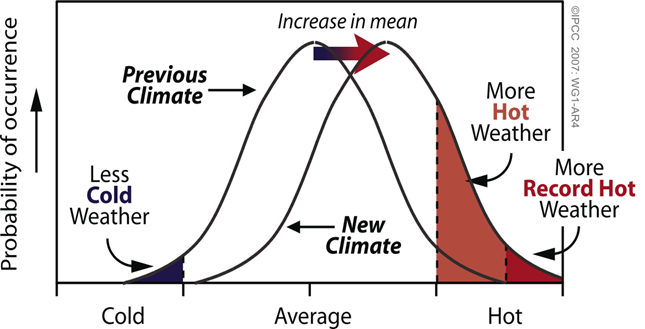 Increase in mean
©IPCC 2007: WG1-AR4
Probability of occurrence
Previous
Climate
More
Hot
Weather
Less
Cold
Weather
More
Record Hot
Weather
New
Climate
Cold
Average
Hot